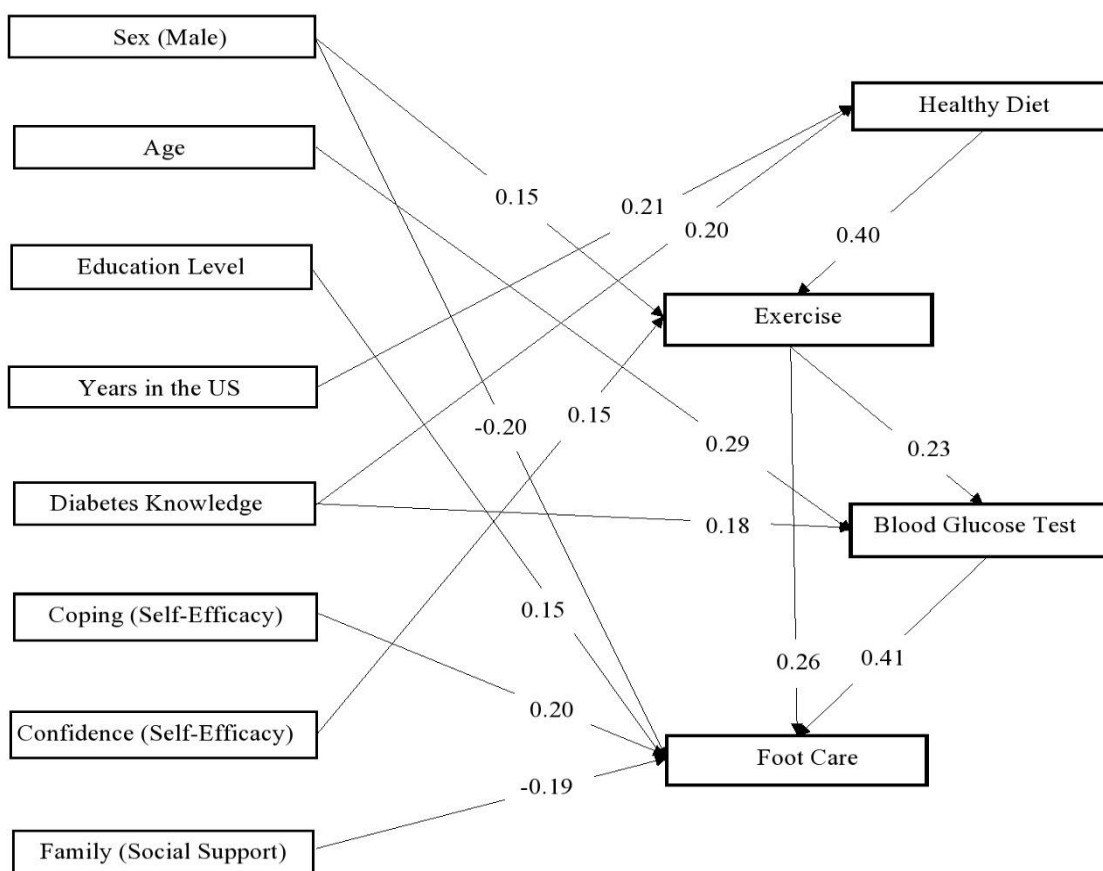 Sex (Male)
Healthy Diet
Age
0.15
0.21
0.20
0.40
Education Level
Exercise
Years in the US
0.15
-0.20
0.29
0.23
Diabetes Knowledge
0.18
Blood Glucose Test
Coping (Self-Efficacy)
0.15
0.26
0.41
0.20
Confidence (Self-Efficacy)
Foot Care
-0.19
Family (Social Support)